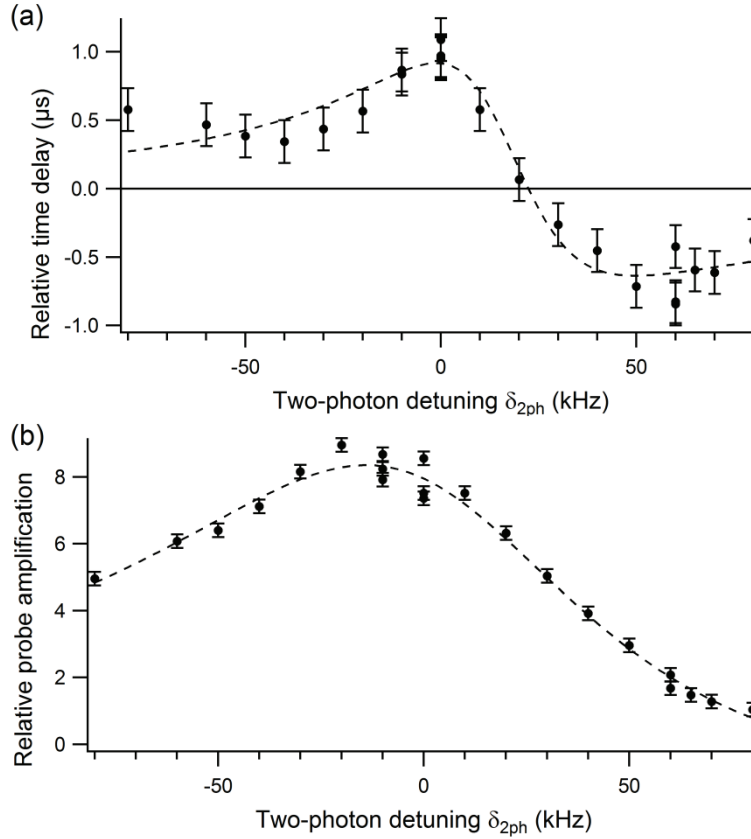 (a)
1.0
0.5
0.0
-0.5
-1.0
Relative time delay (μs)
-50
0
50
Two-photon detuning δ2ph (kHz)
(b)
8
6
4
2
0
Relative probe amplification
-50
0
50
Two-photon detuning δ2ph (kHz)